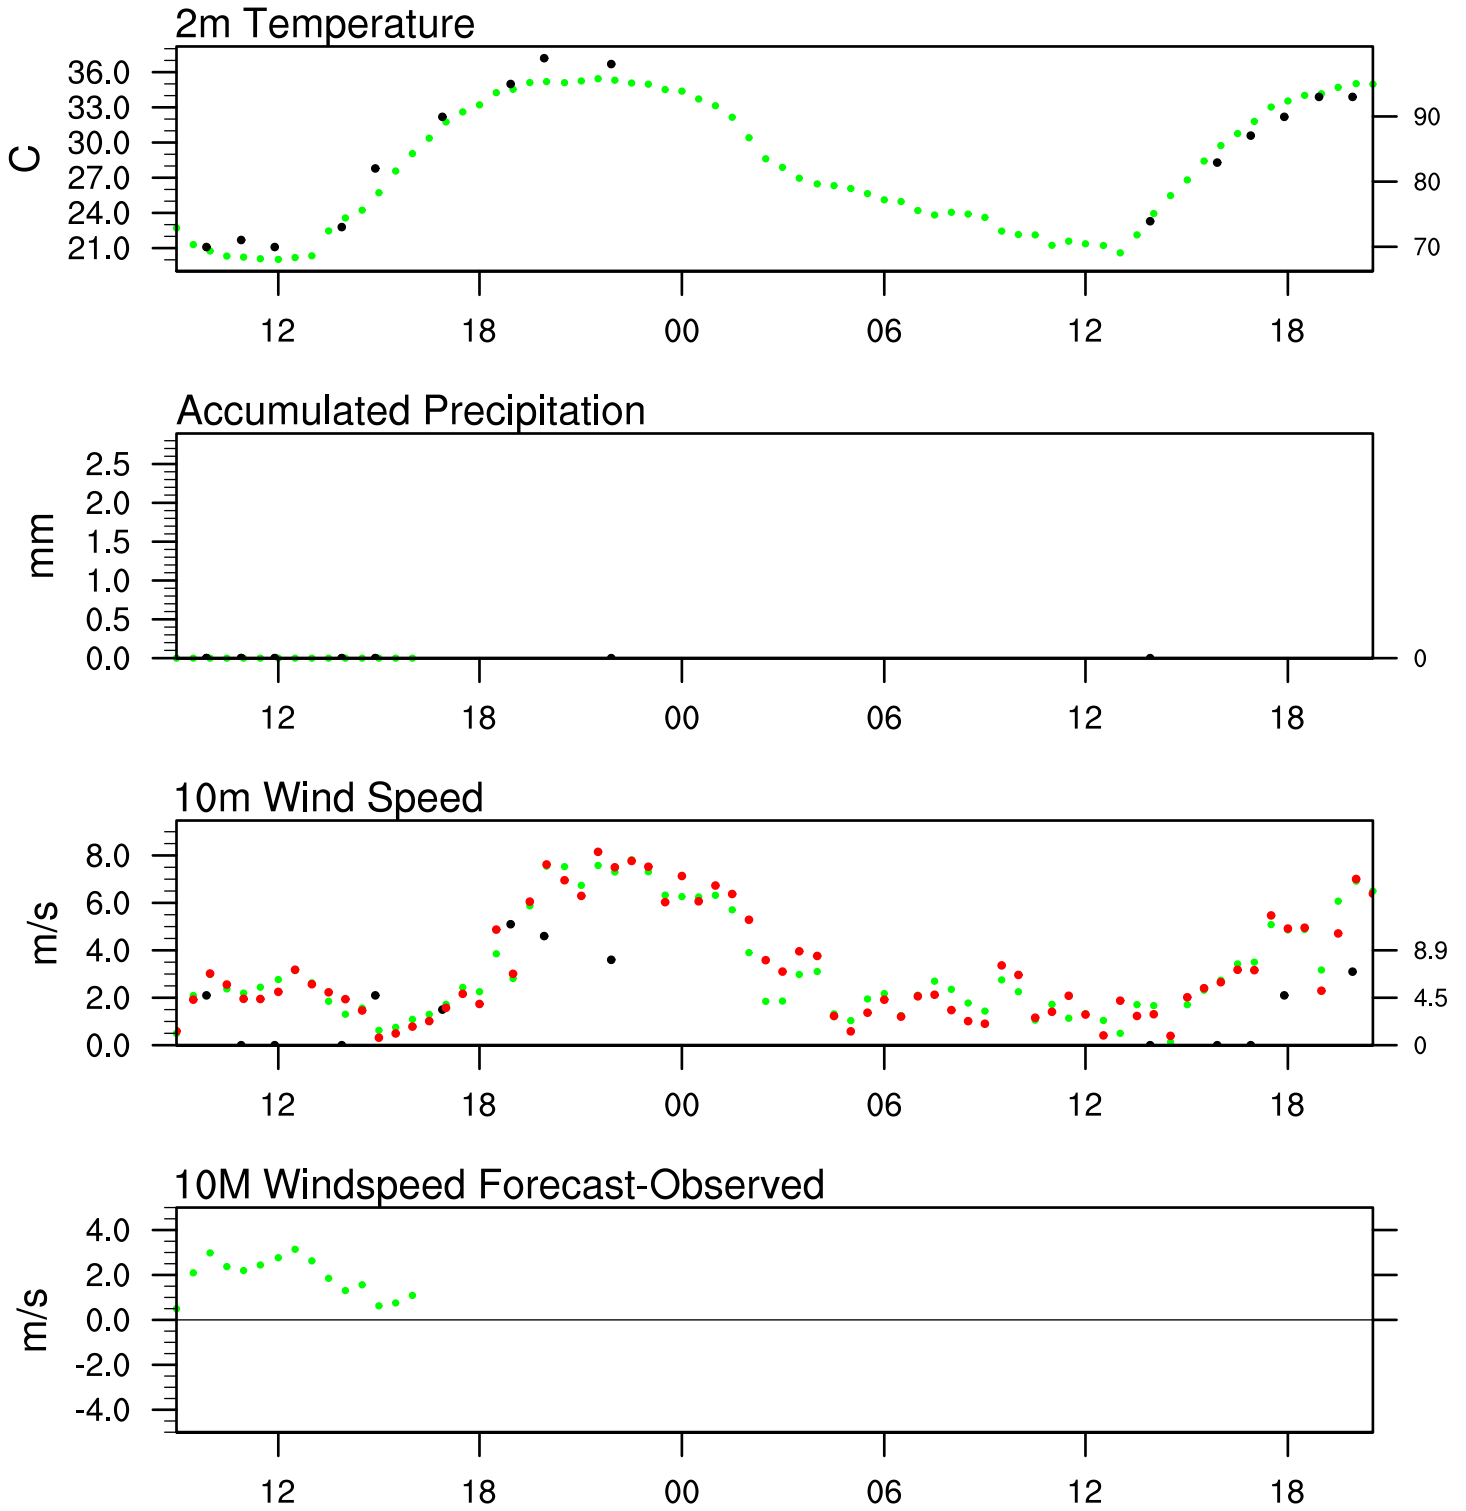 2m Temperature
C
36.0
33.0
30.0
27.0
24.0
21.0
90
80
70
12 18 00 06 12 18
Accumulated Precipitation
mm
2.5
2.0
1.5
1.0
0.5
0.0
0
12 18 00 06 12 18
10m Wind Speed
m/s
8.0
6.0
4.0
2.0
0.0
8.9
4.5
0
12 18 00 06 12 18
10M Windspeed Forecast-Observed
m/s
4.0
2.0
0.0
-2.0
-4.0
12 18 00 06 12 18